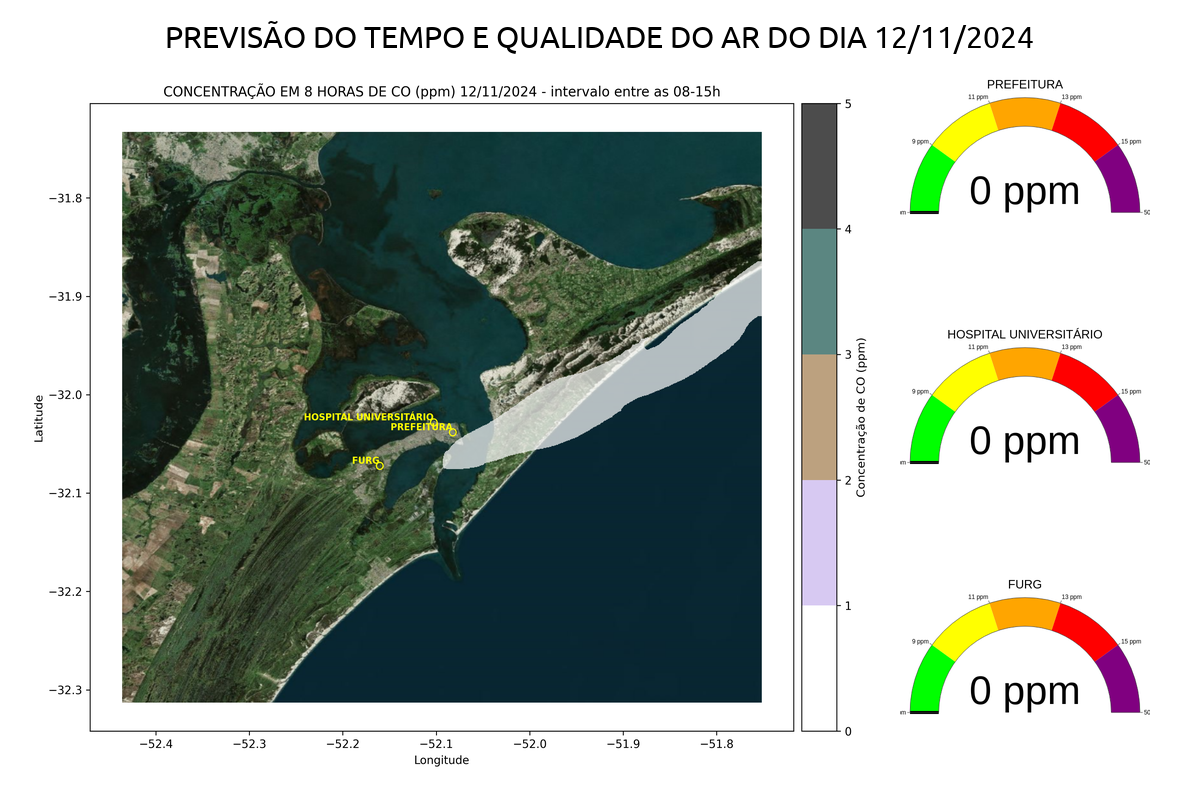 PREVISÃO DO TEMPO E QUALIDADE DO AR DO DIA 12/11/2024
CONCENTRAÇÃO EM 8 HORAS DE CO (ppm) 12/11/2024 - intervalo entre as 08-15h
Latitude
−31.8
−31.9
−32.0
−32.1
−32.2
−32.3
HOSPITAL UNIVERSITÁRIO
PREFEITURA
FURG
−52.4
−52.3
−52.2
−52.1
−52.0
−51.9
−51.8
Longitude
5
4
3
2
1
0
Concentração de CO (ppm)
PREFEITURA
11 ppm
13 ppm
9 ppm
15 ppm
0 ppm
HOSPITAL UNIVERSITÁRIO
11 ppm
13 ppm
9 ppm
15 ppm
0 ppm
FURG
11 ppm
13 ppm
9 ppm
15 ppm
0 ppm